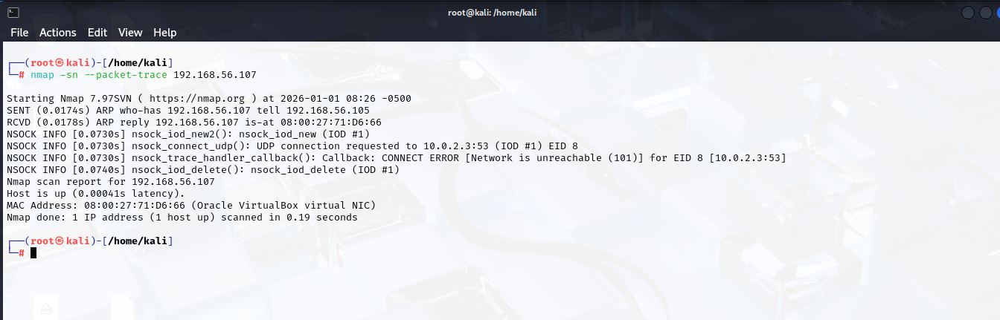 root@kali: /home/kali
File Actions Edit View Help
┌──(root㉿kali)-[/home/kali]
└─# nmap -sn --packet-trace 192.168.56.107
Starting Nmap 7.97SVN ( https://nmap.org ) at 2026-01-01 08:26 -0500
SENT (0.0174s) ARP who-has 192.168.56.107 tell 192.168.56.105
RCVD (0.0178s) ARP reply 192.168.56.107 is-at 08:00:27:71:D6:66
NSOCK INFO [0.0730s] nsock_iod_new2(): nsock_iod_new (IOD #1)
NSOCK INFO [0.0730s] nsock_connect_udp(): UDP connection requested to 10.0.2.3:53 (IOD #1) EID 8
NSOCK INFO [0.0730s] nsock_trace_handler_callback(): Callback: CONNECT ERROR [Network is unreachable (101)] for EID 8 [10.0.2.3:53]
NSOCK INFO [0.0740s] nsock_iod_delete(): nsock_iod_delete (IOD #1)
Nmap scan report for 192.168.56.107
Host is up (0.00041s latency).
MAC Address: 08:00:27:71:D6:66 (Oracle VirtualBox virtual NIC)
Nmap done: 1 IP address (1 host up) scanned in 0.19 seconds
┌──(root㉿kali)-[/home/kali]
└─#